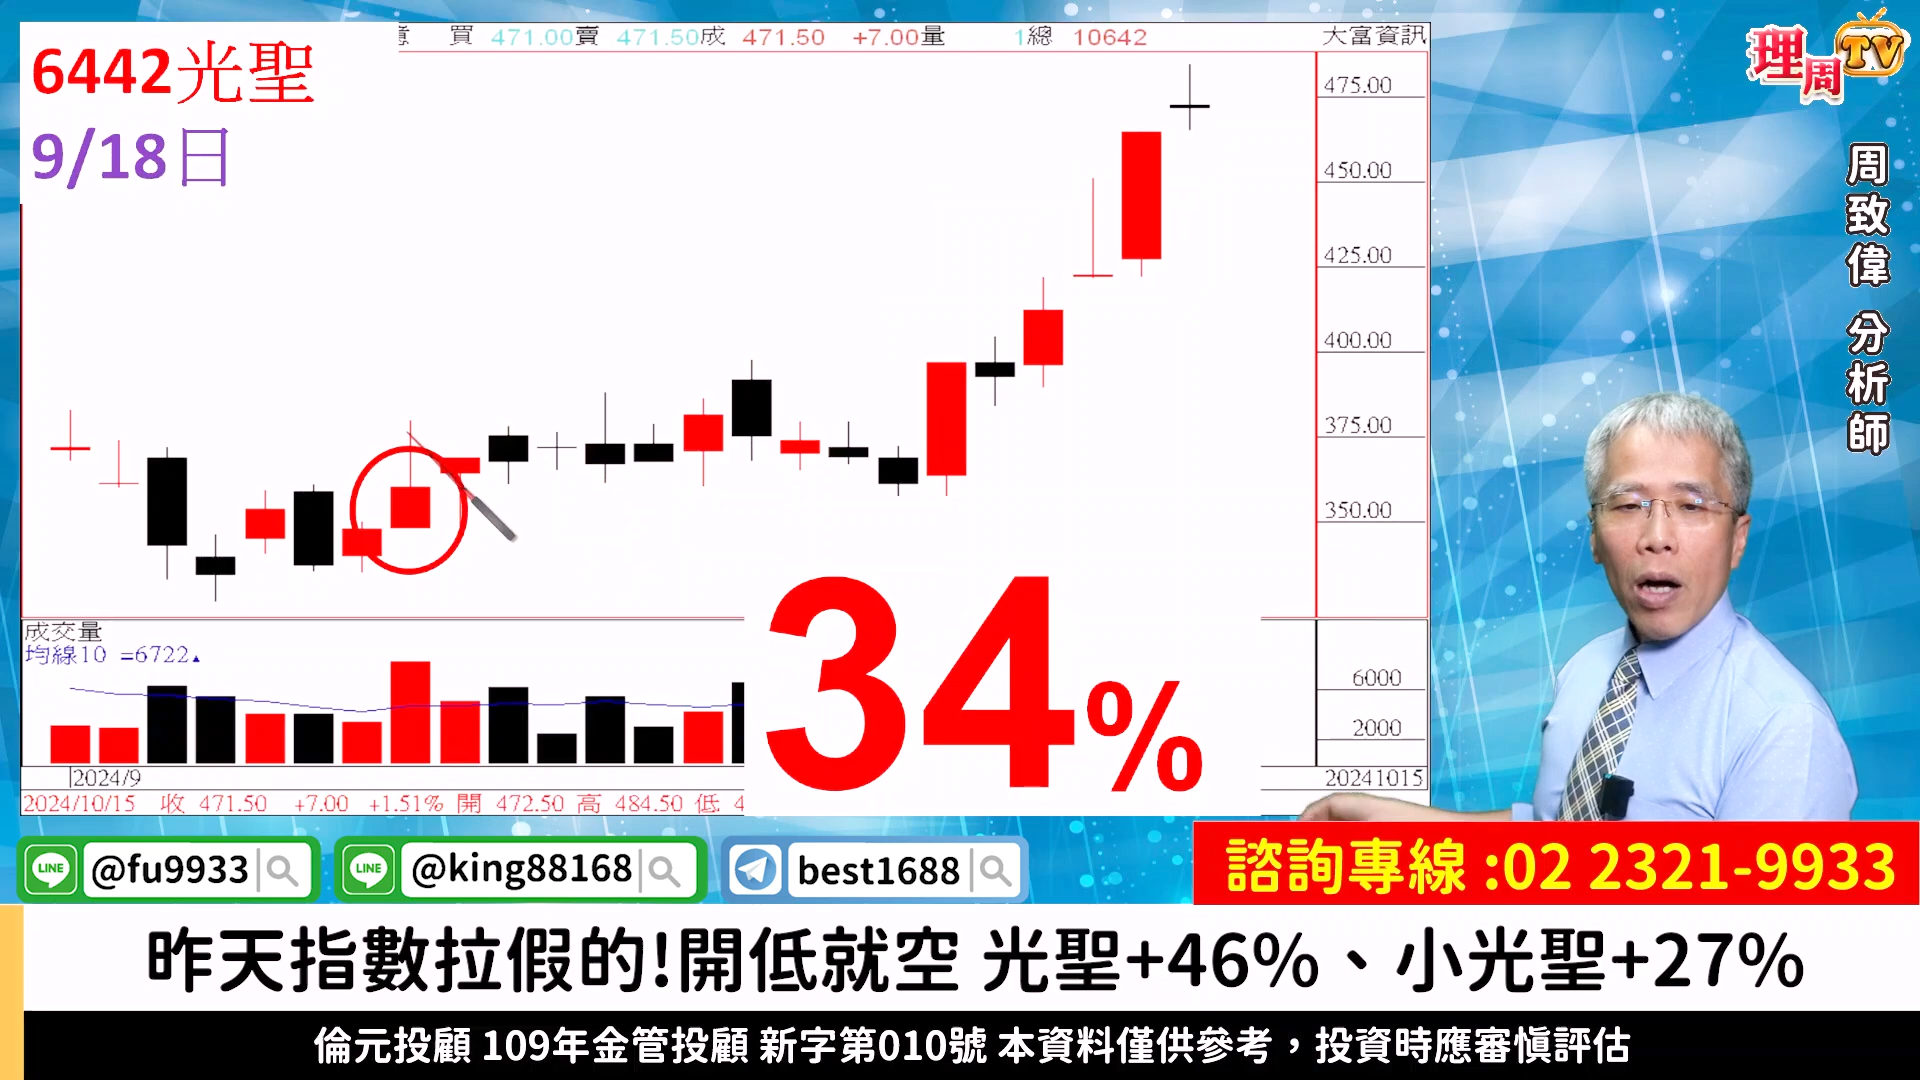 6442光聖
9/18日
買 471.00賣 471.50成 471.50 +7.00量 1總 10642
大富資訊
475.00
450.00
425.00
400.00
375.00
350.00
34%
成交量
均線10 =6722▲
6000
2000
2024/9
20241015
2024/10/15 收 471.50 +7.00 +1.51% 開 472.50 高 484.50 低 4
理周TV
周致偉 分析師
LINE @fu9933
LINE @king88168
best1688
諮詢專線 :02 2321-9933
昨天指數拉假的!開低就空 光聖+46%、小光聖+27%
倫元投顧 109年金管投顧 新字第010號 本資料僅供參考，投資時應審慎評估